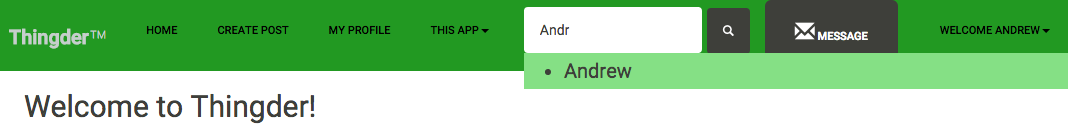 Thingder™ HOME CREATE POST MY PROFILE THIS APP Andr MESSAGE WELCOME ANDREW
• Andrew
Welcome to Thingder!